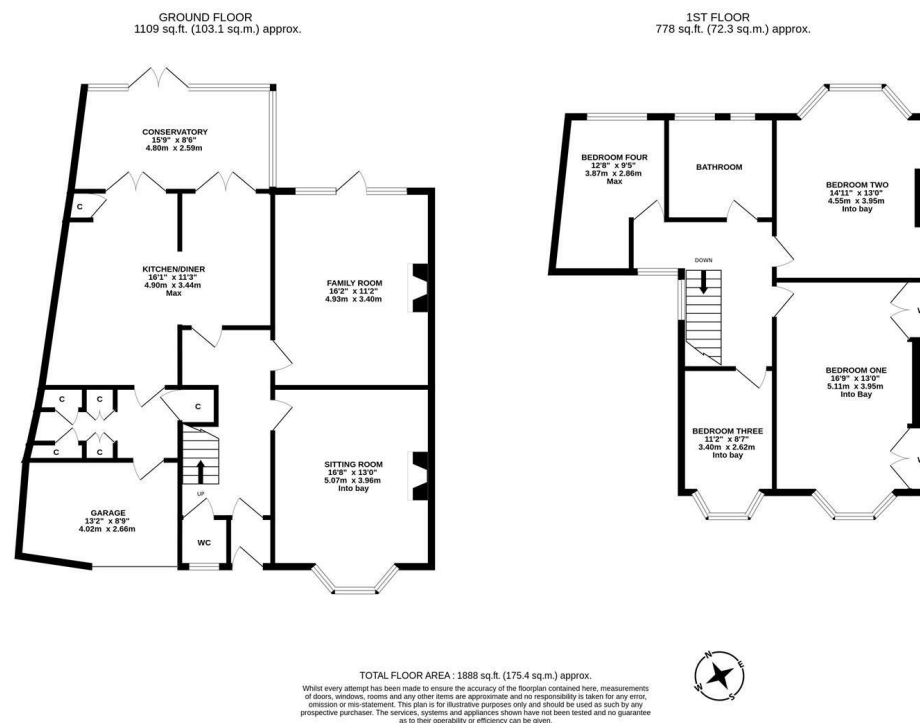 GROUND FLOOR
1109 sq.ft. (103.1 sq.m.) approx.
1ST FLOOR
778 sq.ft. (72.3 sq.m.) approx.
CONSERVATORY
15'9" x 8'6"
4.80m x 2.59m
C
KITCHEN/DINER
16'1" x 11'3"
4.90m x 3.44m
Max
FAMILY ROOM
16'2" x 11'2"
4.93m x 3.40m
C
C
C
C
C
SITTING ROOM
16'8" x 13'0"
5.07m x 3.96m
Into bay
UP
GARAGE
13'2" x 8'9"
4.02m x 2.66m
WC
BEDROOM FOUR
12'8" x 9'5"
3.87m x 2.86m
Max
BATHROOM
BEDROOM TWO
14'11" x 13'0"
4.55m x 3.95m
Into bay
DOWN
BEDROOM ONE
16'9" x 13'0"
5.11m x 3.95m
Into Bay
BEDROOM THREE
11'2" x 8'7"
3.40m x 2.62m
Into bay
N
E
S
W
TOTAL FLOOR AREA : 1888 sq.ft. (175.4 sq.m.) approx.
Whilst every attempt has been made to ensure the accuracy of the floorplan contained here, measurements
of doors, windows, rooms and any other items are approximate and no responsibility is taken for any error,
omission or mis-statement. This plan is for illustrative purposes only and should be used as such by any
prospective purchaser. The services, systems and appliances shown have not been tested and no guarantee
as to their operability or efficiency can be given.